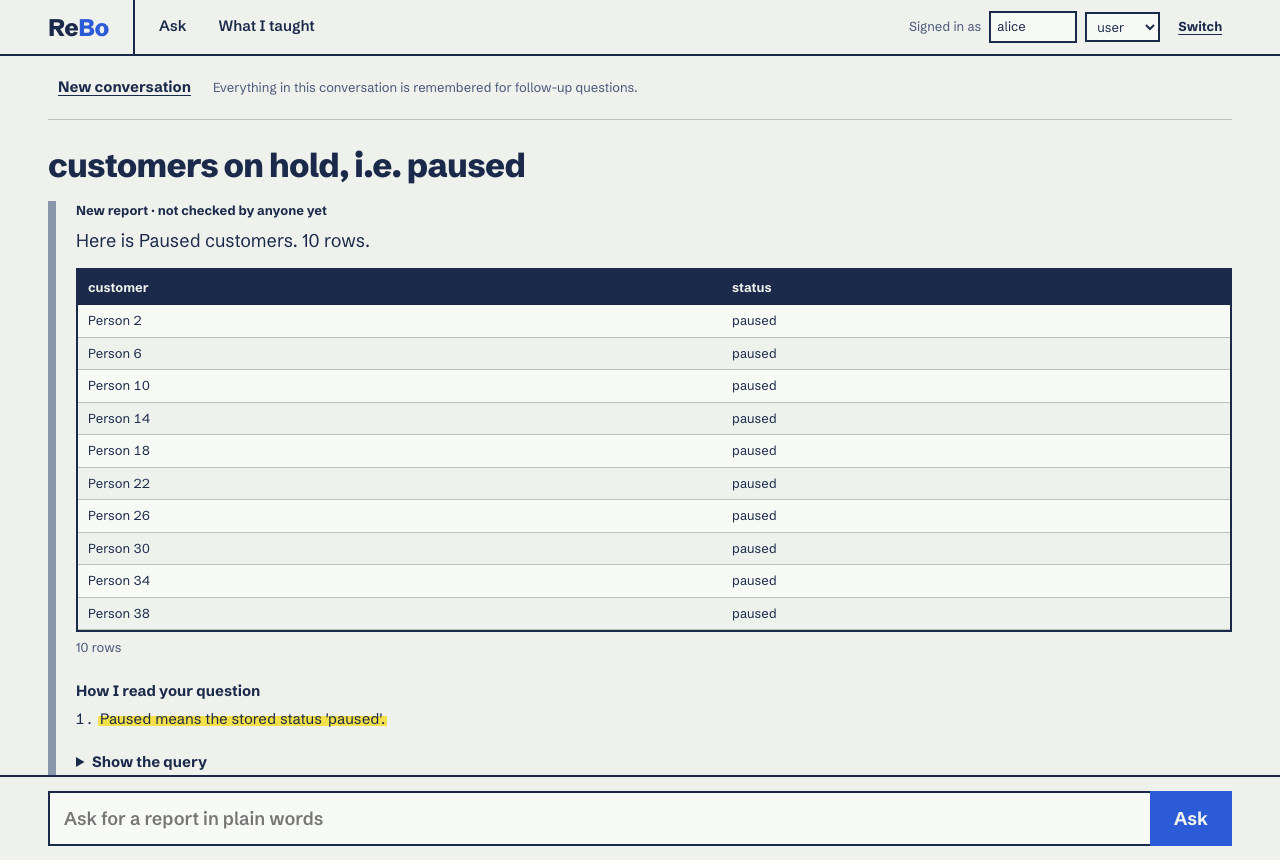 ReBo
Ask
What I taught
Signed in as
alice
user
Switch
New conversation
Everything in this conversation is remembered for follow-up questions.
customers on hold, i.e. paused
New report · not checked by anyone yet
Here is Paused customers. 10 rows.
customer status
Person 2 paused
Person 6 paused
Person 10 paused
Person 14 paused
Person 18 paused
Person 22 paused
Person 26 paused
Person 30 paused
Person 34 paused
Person 38 paused
10 rows
How I read your question
1. Paused means the stored status 'paused'.
Show the query
Ask for a report in plain words
Ask